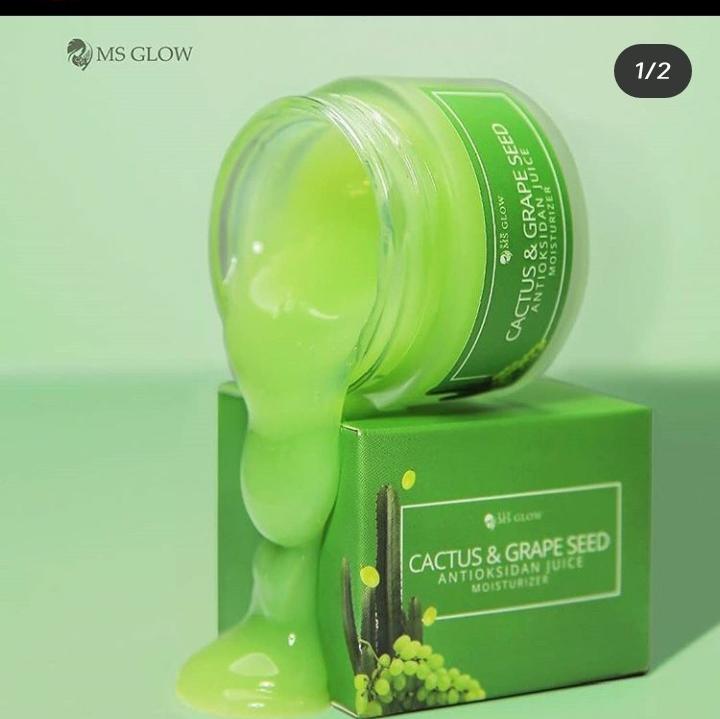 MS GLOW
1/2
MS GLOW
CACTUS & GRAPE SEED
ANTIOKSIDAN JUICE
MOISTURIZER
MS GLOW
CACTUS & GRAPE SEED
ANTIOKSIDAN JUICE
MOISTURIZER